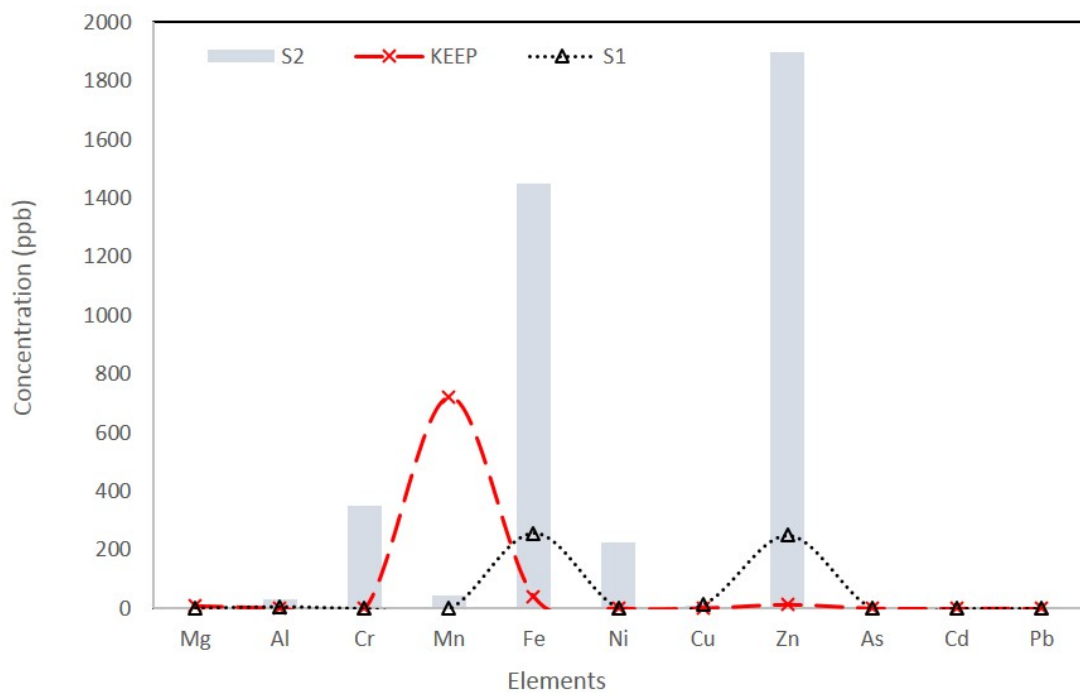 2000
S2 KEEP S1
1800
1600
1400
1200
1000
800
600
400
200
0
Concentration (ppb)
Mg Al Cr Mn Fe Ni Cu Zn As Cd Pb
Elements